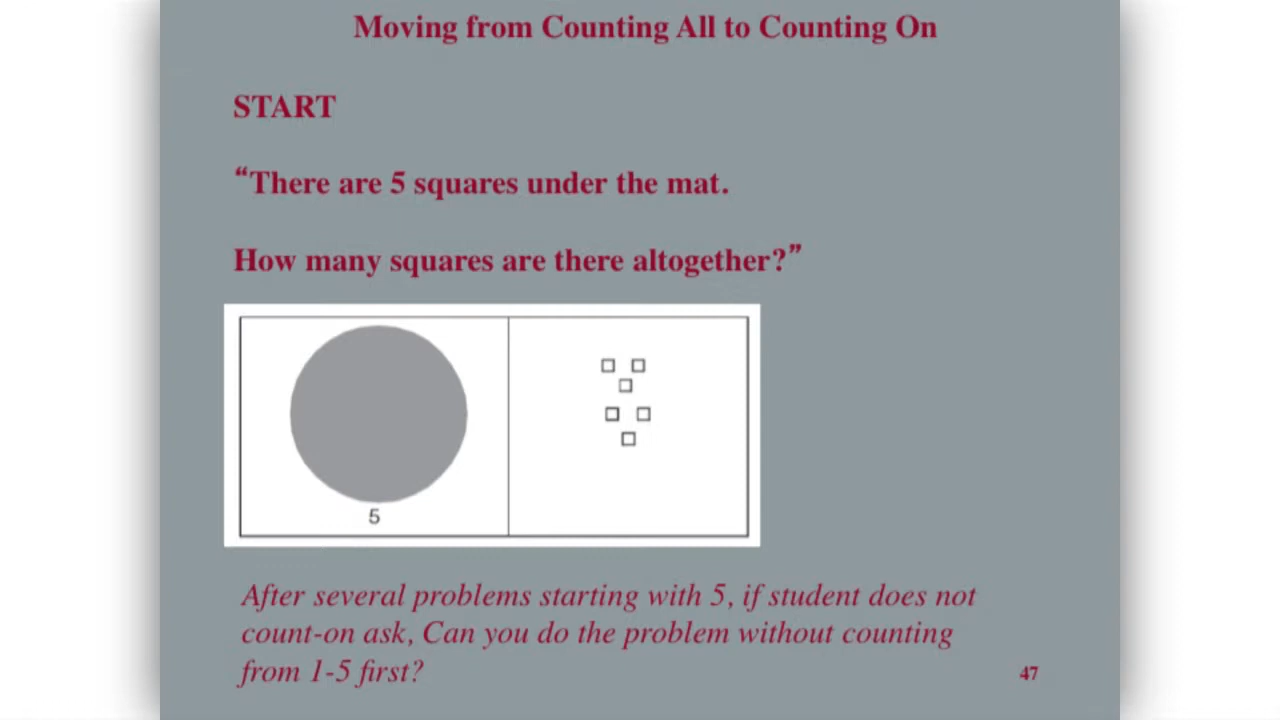 Moving from Counting All to Counting On
START
“There are 5 squares under the mat.
How many squares are there altogether?”
5
After several problems starting with 5, if student does not
count-on ask, Can you do the problem without counting
from 1-5 first?
47